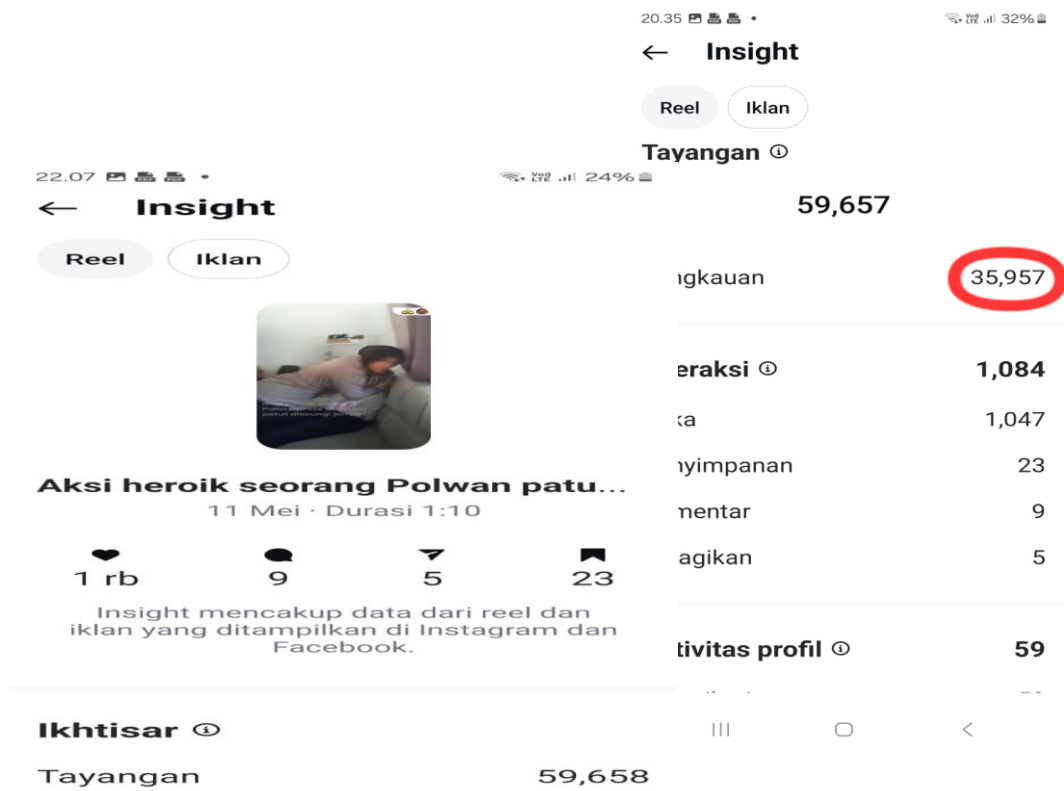 22.07
24%
Insight
Reel Iklan
Aksi heroik seorang Polwan patu...
11 Mei · Durasi 1:10
1 rb 9 5 23
Insight mencakup data dari reel dan
iklan yang ditampilkan di Instagram dan
Facebook.
Ikhtisar
Tayangan 59,658
20.35
32%
Insight
Reel Iklan
Tayangan
59,657
ngkauan 35,957
eraksi 1,084
ka 1,047
nyimpanan 23
mentar 9
agikan 5
tivitas profil 59